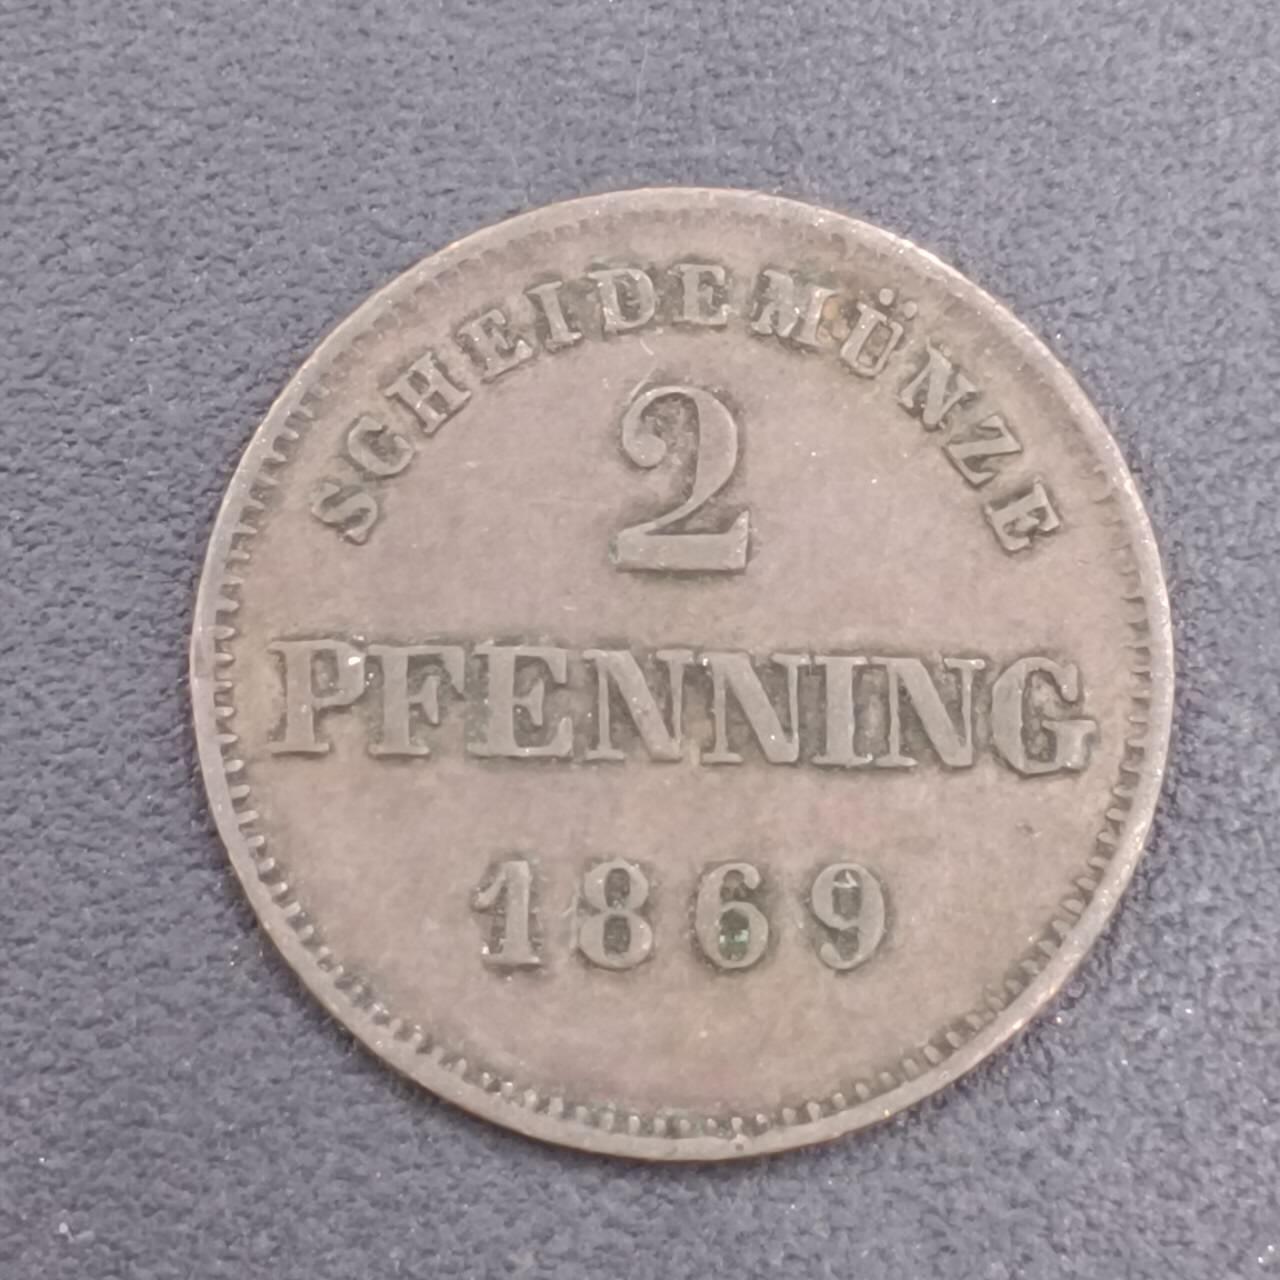 SCHEIDEMÜNZE
2
PFENNING
1869